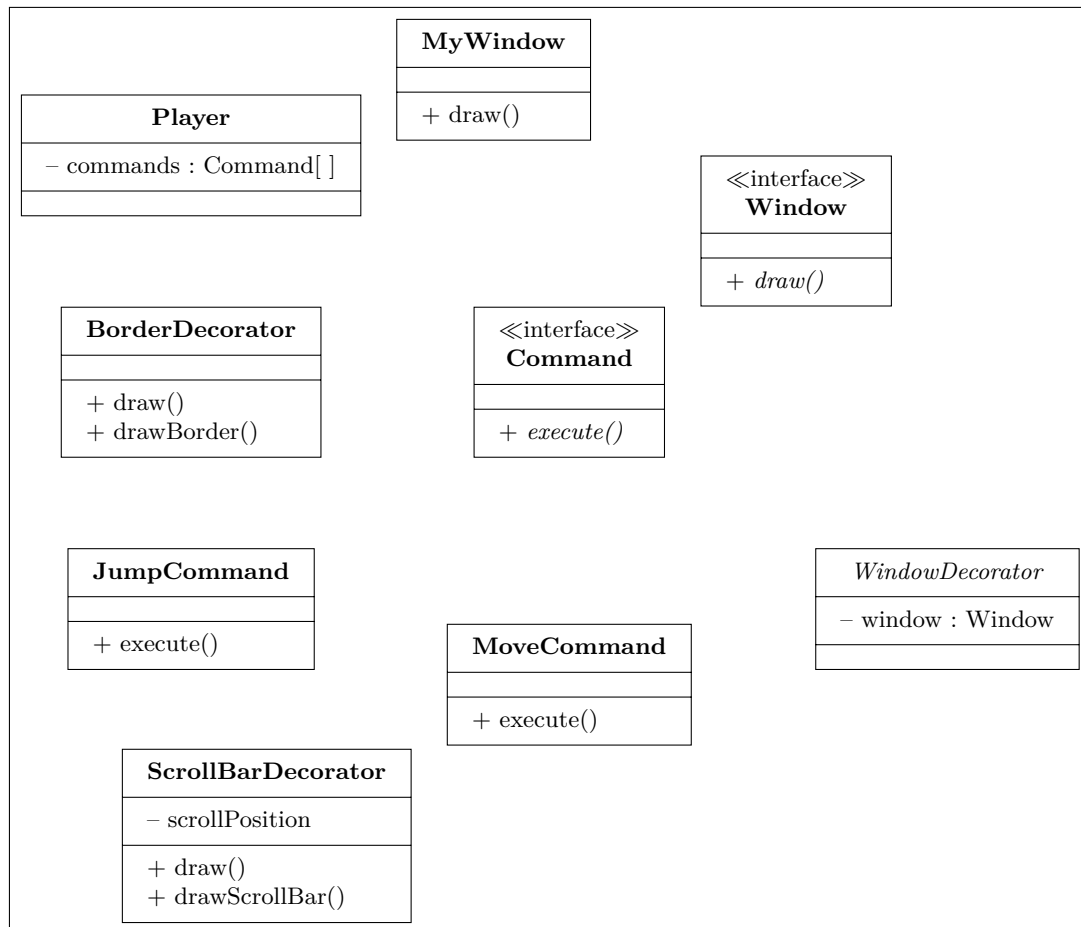 MyWindow
+ draw()
Player
– commands : Command[ ]
≪interface≫
Window
+ draw()
BorderDecorator
+ draw()
+ drawBorder()
≪interface≫
Command
+ execute()
JumpCommand
+ execute()
WindowDecorator
– window : Window
MoveCommand
+ execute()
ScrollBarDecorator
– scrollPosition
+ draw()
+ drawScrollBar()